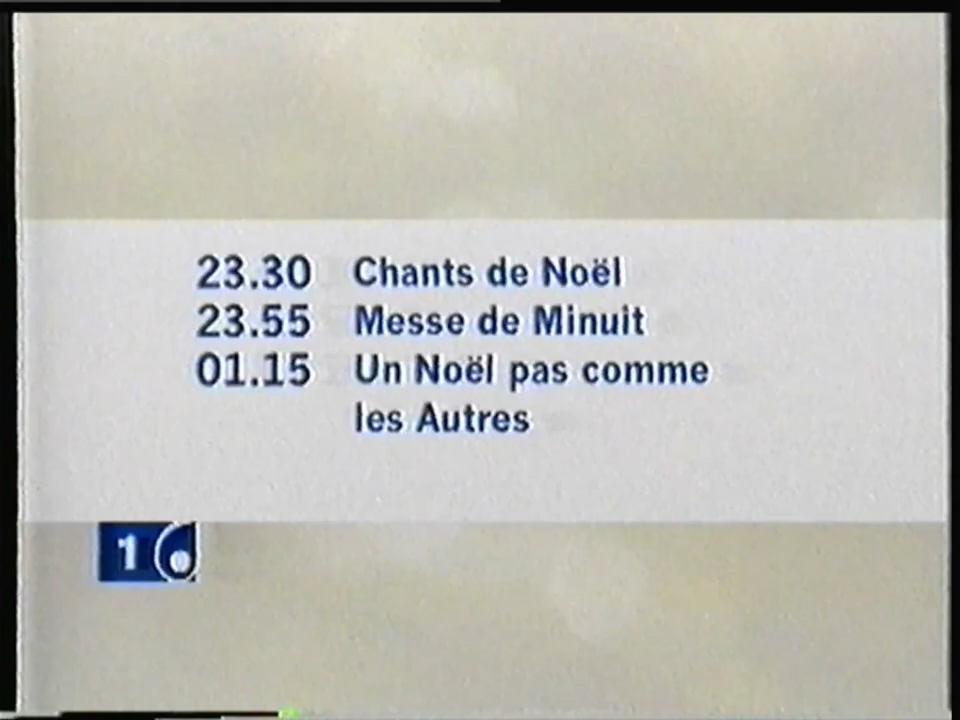 23.30 Chants de Noël
23.55 Messe de Minuit
01.15 Un Noël pas comme
les Autres
1